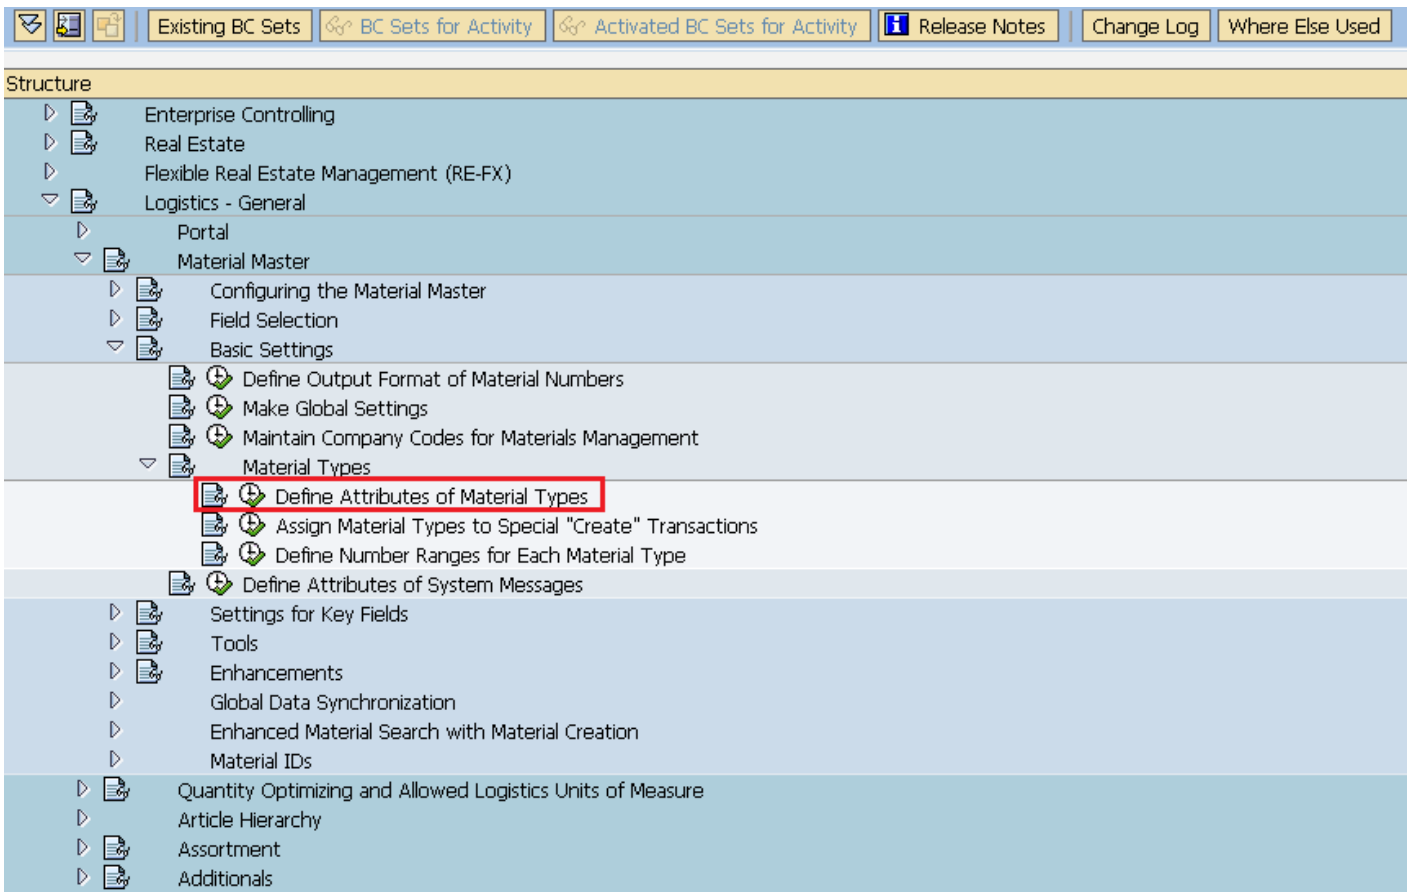 Existing BC Sets BC Sets for Activity Activated BC Sets for Activity Release Notes Change Log Where Else Used
Structure
Enterprise Controlling
Real Estate
Flexible Real Estate Management (RE-FX)
Logistics - General
Portal
Material Master
Configuring the Material Master
Field Selection
Basic Settings
Define Output Format of Material Numbers
Make Global Settings
Maintain Company Codes for Materials Management
Material Types
Define Attributes of Material Types
Assign Material Types to Special "Create" Transactions
Define Number Ranges for Each Material Type
Define Attributes of System Messages
Settings for Key Fields
Tools
Enhancements
Global Data Synchronization
Enhanced Material Search with Material Creation
Material IDs
Quantity Optimizing and Allowed Logistics Units of Measure
Article Hierarchy
Assortment
Additionals